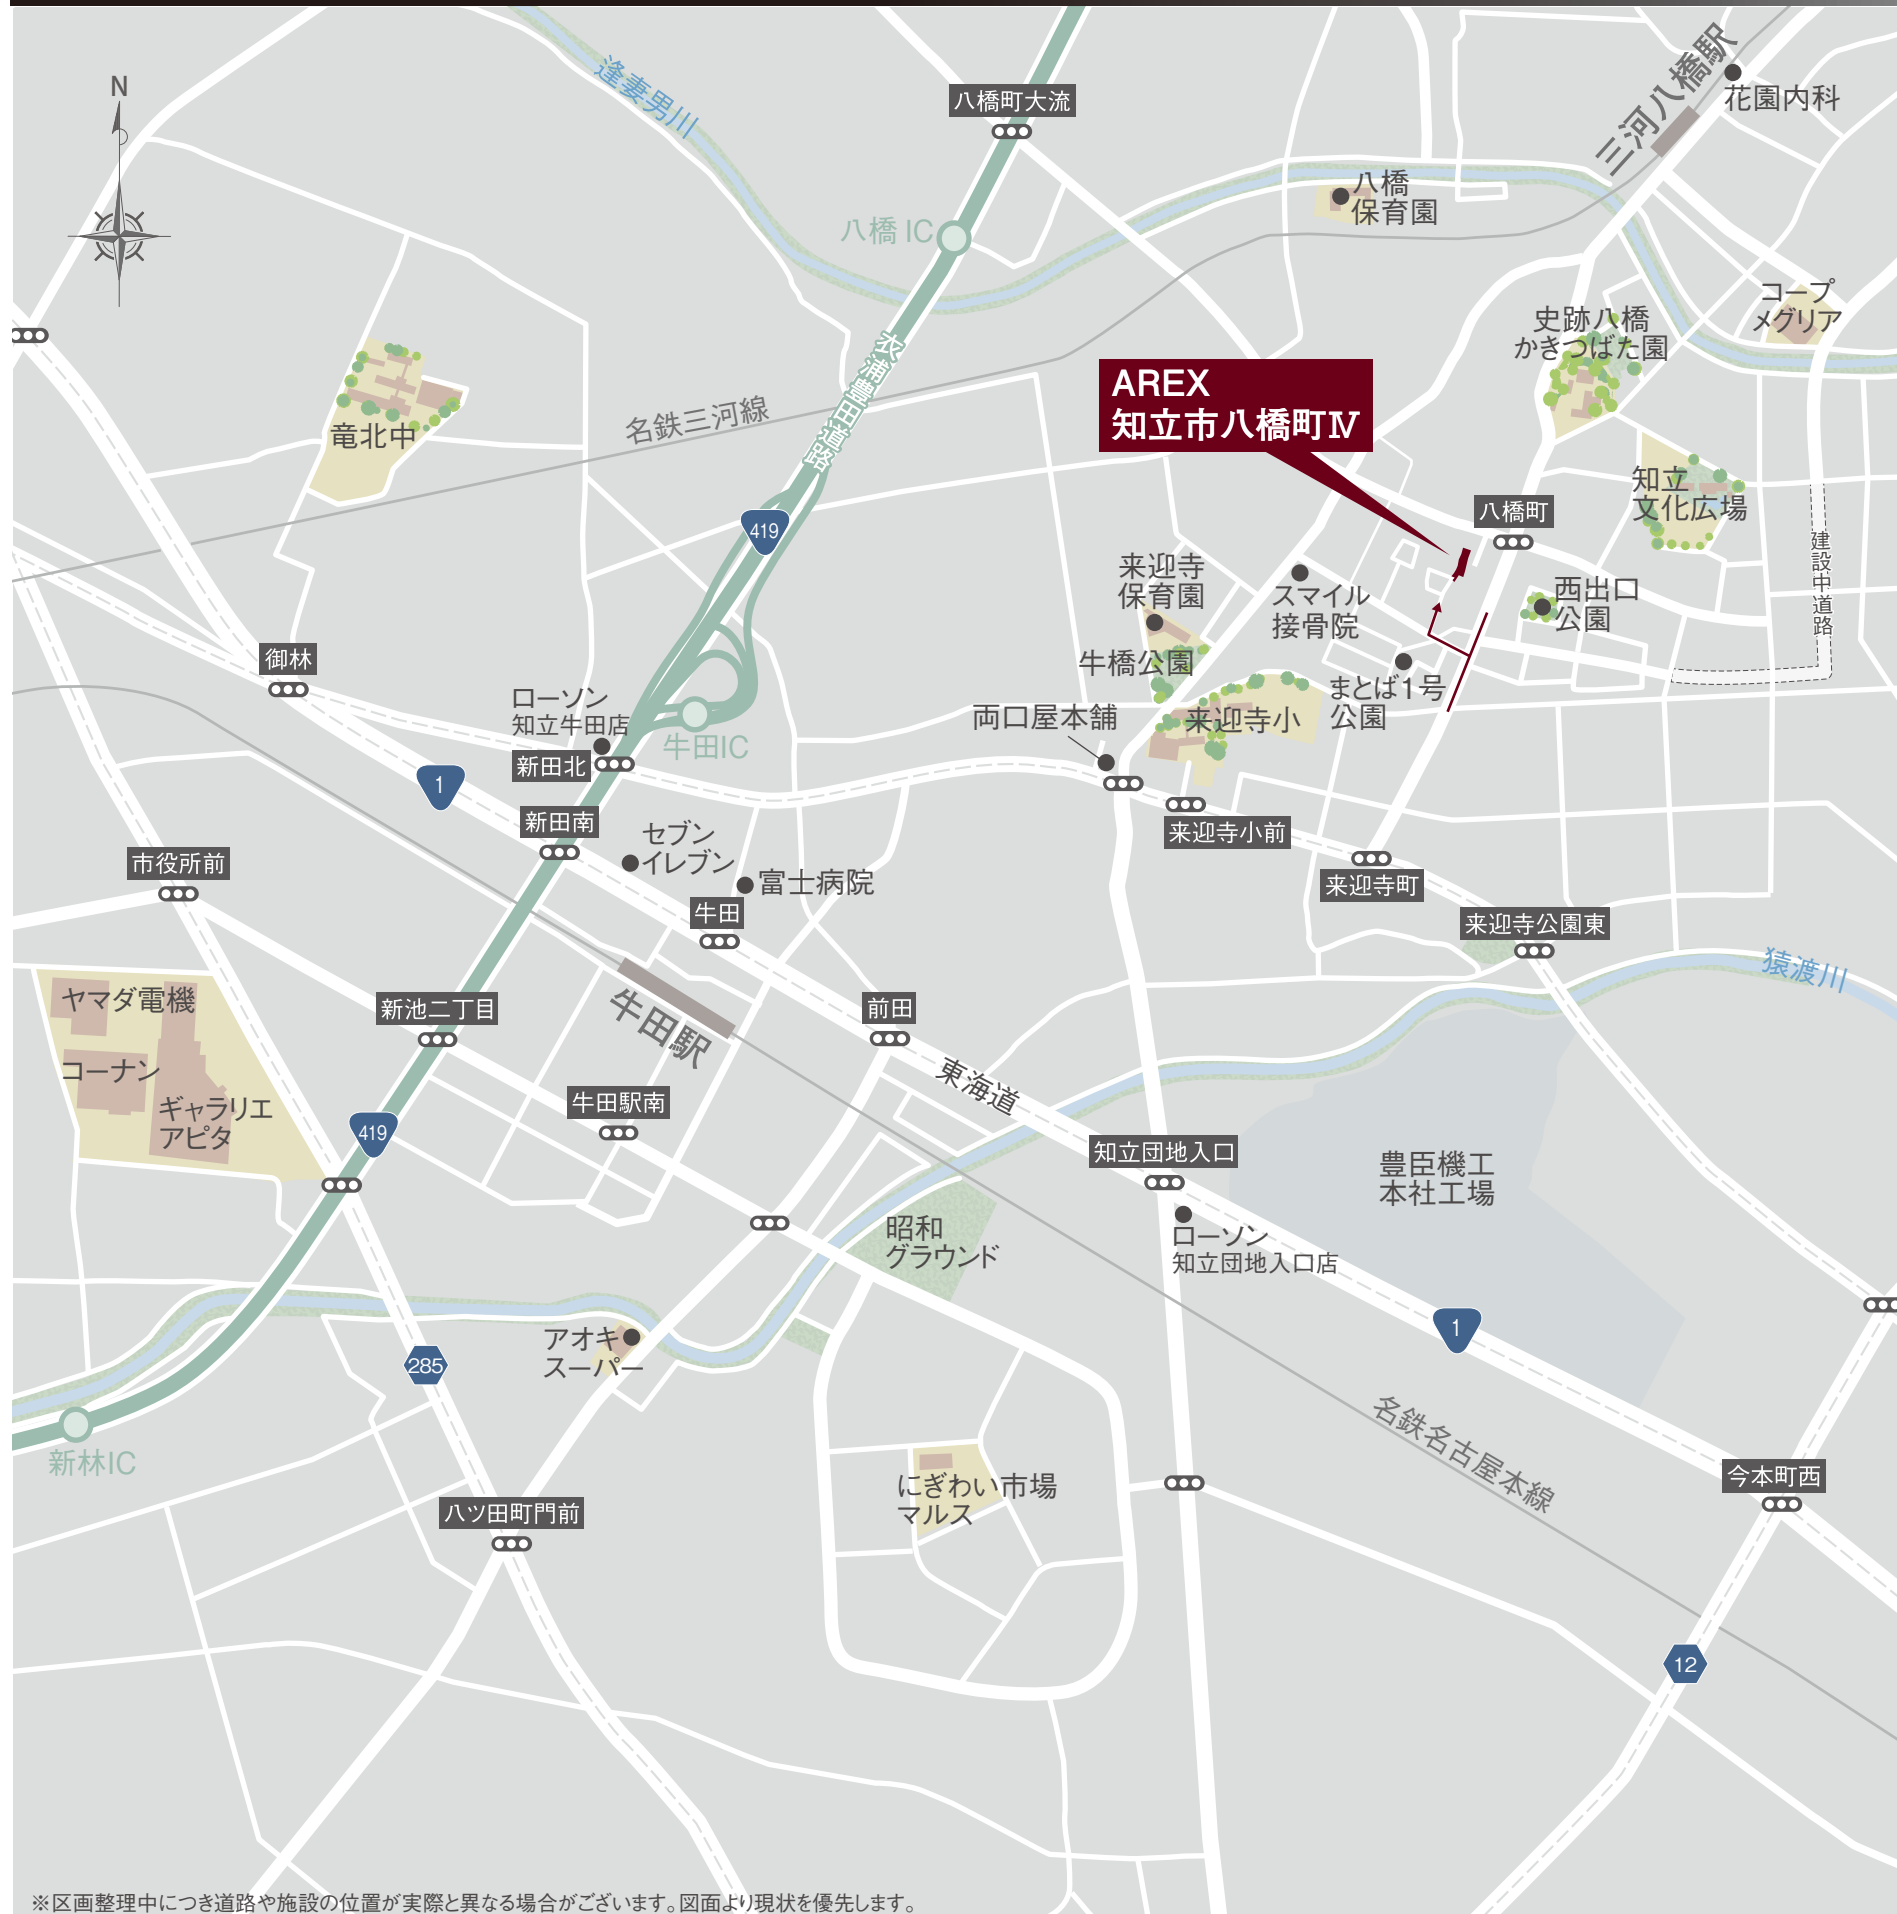 N
逢妻男川
八橋町大流
三河八橋駅
花園内科
八橋
保育園
八橋 IC
コープ
メグリア
史跡八橋
かきつばた園
衣浦豊田道路
AREX
知立市八橋町Ⅳ
名鉄三河線
竜北中
知立
文化広場
八橋町
419
建設中道路
来迎寺
保育園
スマイル
接骨院
西出口
公園
御林
牛橋公園
まとば1号
公園
ローソン
知立牛田店
両口屋本舗
来迎寺小
牛田IC
新田北
1
新田南
セブン
イレブン
来迎寺小前
市役所前
富士病院
来迎寺町
牛田
来迎寺公園東
猿渡川
ヤマダ電機
新池二丁目
牛田駅
前田
コーナン
東海道
ギャラリエ
アピタ
牛田駅南
419
知立団地入口
豊臣機工
本社工場
昭和
グラウンド
ローソン
知立団地入口店
アオキ
スーパー
1
285
新林IC
名鉄名古屋本線
にぎわい市場
マルス
今本町西
八ツ田町門前
12
※区画整理中につき道路や施設の位置が実際と異なる場合がございます。図面より現状を優先します。